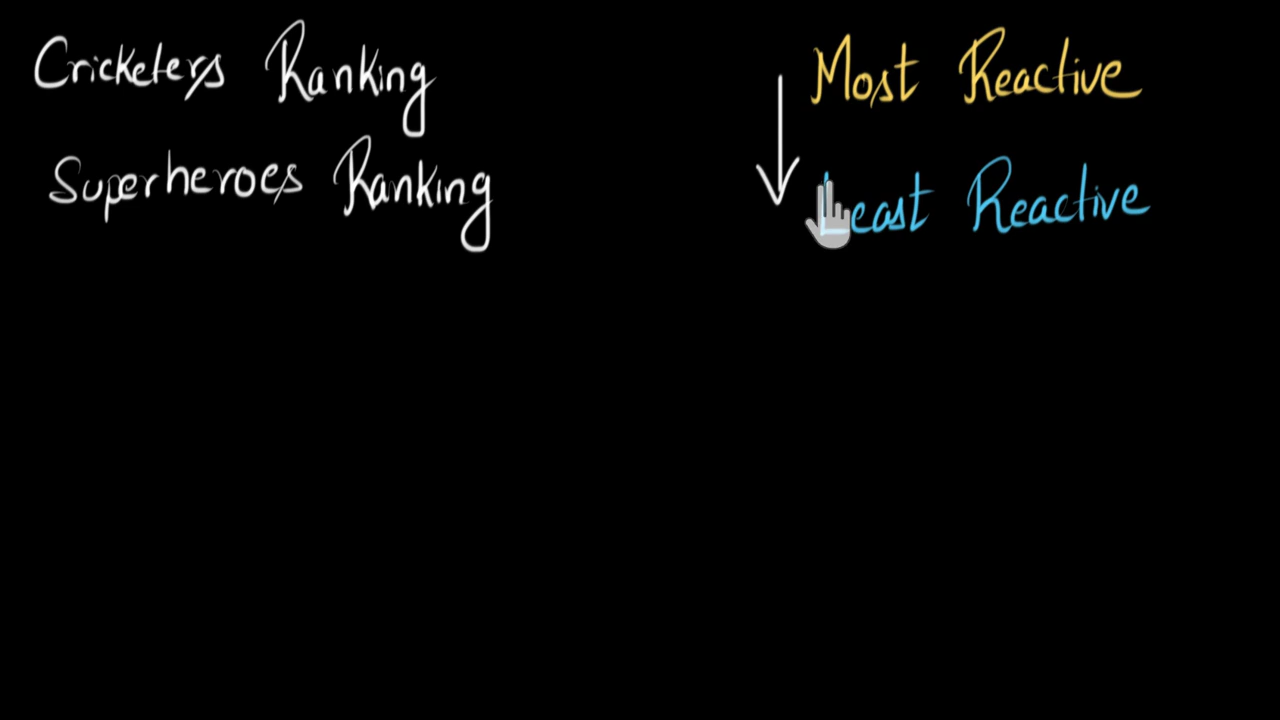 Cricketers Ranking
Superheroes Ranking
Most Reactive
Least Reactive